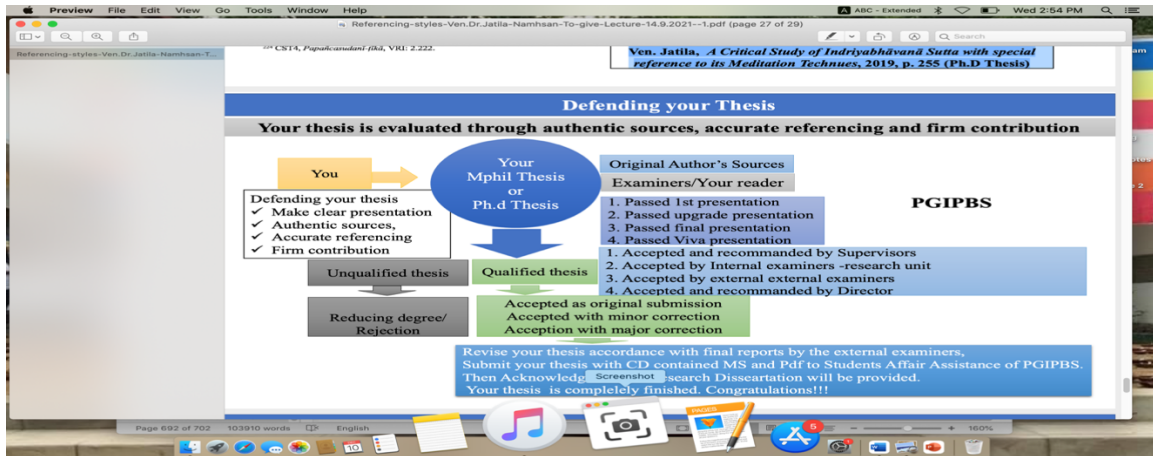 Preview File Edit View Go Tools Window Help
A ABC - Extended Wed 2:54 PM
Referencing-styles-Ven.Dr.Jatila-Namhsan-To-give-Lecture-14.9.2021--1.pdf (page 27 of 29)
Search
Referencing-styles-Ven.Dr.Jatila-Namhsan-T...
CST4, Papañcasudanī-ṭīkā, VRI: 2.222.
Ven. Jatila, A Critical Study of Indriyabhāvanā Sutta with special
reference to its Meditation Technues, 2019, p. 255 (Ph.D Thesis)
Defending your Thesis
Your thesis is evaluated through authentic sources, accurate referencing and firm contribution
You
Your
Mphil Thesis
or
Ph.d Thesis
Original Author's Sources
Examiners/Your reader
Defending your thesis
✓ Make clear presentation
✓ Authentic sources,
✓ Accurate referencing
✓ Firm contribution
1. Passed 1st presentation
2. Passed upgrade presentation
3. Passed final presentation
4. Passed Viva presentation
PGIPBS
1. Accepted and recommanded by Supervisors
2. Accepted by Internal examiners -research unit
3. Accepted by external external examiners
4. Accepted and recommanded by Director
Unqualified thesis
Qualified thesis
Reducing degree/
Rejection
Accepted as original submission
Accepted with minor correction
Acception with major correction
Revise your thesis accordance with final reports by the external examiners,
Submit your thesis with CD contained MS and Pdf to Students Affair Assistance of PGIPBS.
Then Acknowledg Screenshot search Disseartation will be provided.
Your thesis is complelely finished. Congratulations!!!
Page 692 of 702 103910 words English 160%
PAGES
5
10